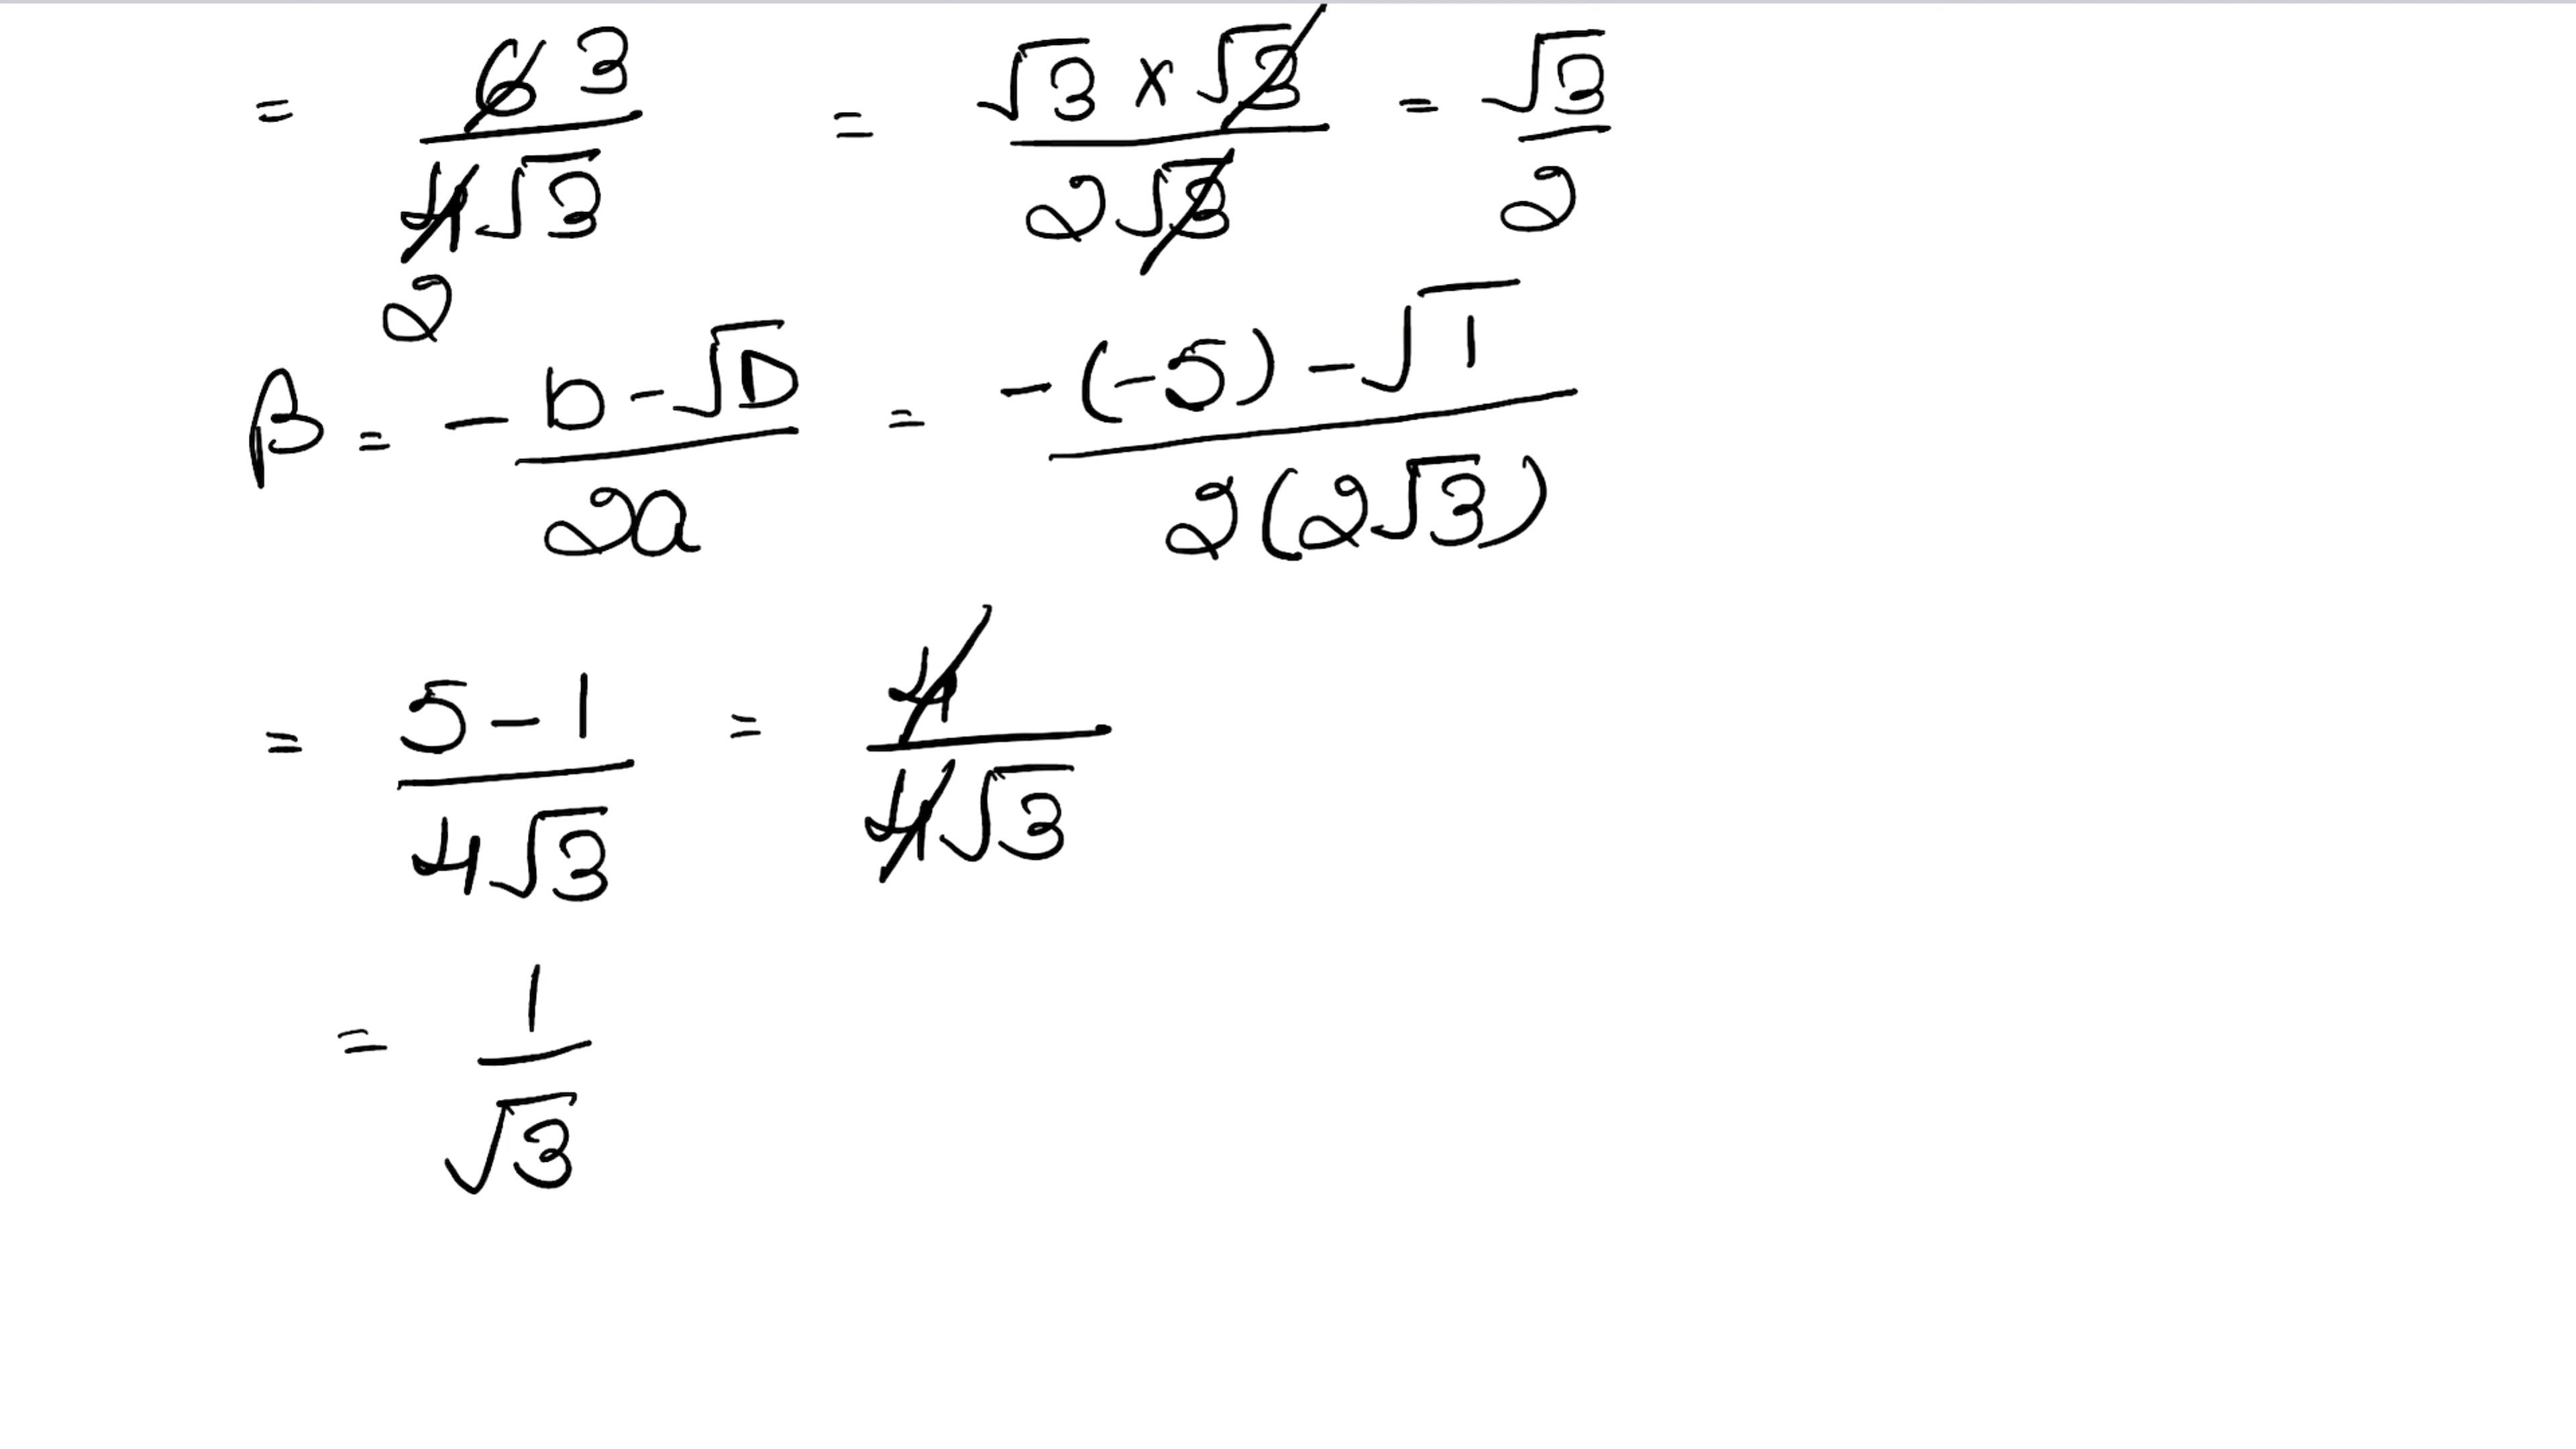 = 6 3 / 4√3 2 = √3 × √3 / 2√3 = √3 / 2
β = -b-√D / 2a = -(-5)-√1 / 2(2√3)
= 5-1 / 4√3 = 4 / 4√3
= 1 / √3